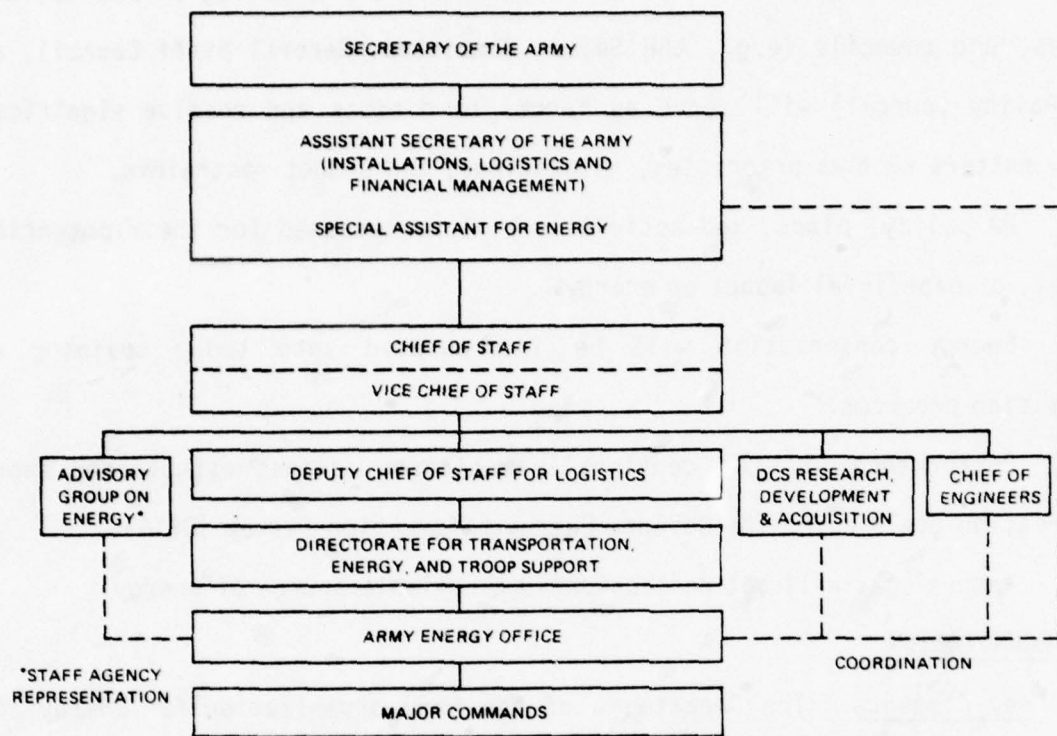 SECRETARY OF THE ARMY
ASSISTANT SECRETARY OF THE ARMY
(INSTALLATIONS, LOGISTICS AND
FINANCIAL MANAGEMENT)
SPECIAL ASSISTANT FOR ENERGY
CHIEF OF STAFF
VICE CHIEF OF STAFF
ADVISORY
GROUP ON
ENERGY*
DEPUTY CHIEF OF STAFF FOR LOGISTICS
DCS RESEARCH,
DEVELOPMENT
& ACQUISITION
CHIEF OF
ENGINEERS
DIRECTORATE FOR TRANSPORTATION,
ENERGY, AND TROOP SUPPORT
ARMY ENERGY OFFICE
*STAFF AGENCY
REPRESENTATION
COORDINATION
MAJOR COMMANDS